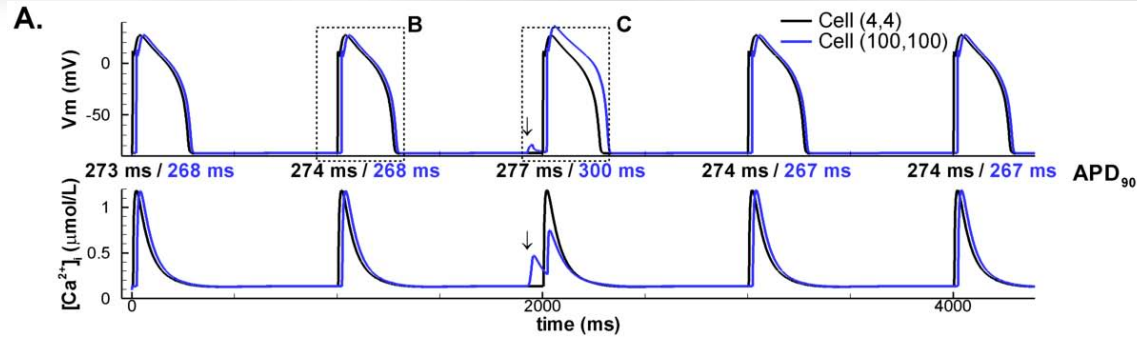 A.
B
C
Cell (4,4)
Cell (100,100)
Vm (mV)
0
-50
273 ms / 268 ms
274 ms / 268 ms
277 ms / 300 ms
274 ms / 267 ms
274 ms / 267 ms
APD90
[Ca2+]i (μmol/L)
1
0.5
0
0
2000
4000
time (ms)